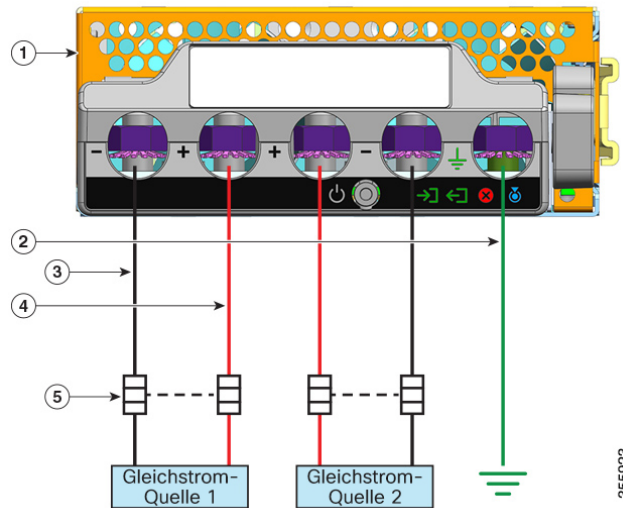 1
- + + -
2
3
4
5
Gleichstrom-
Quelle 1
Gleichstrom-
Quelle 2